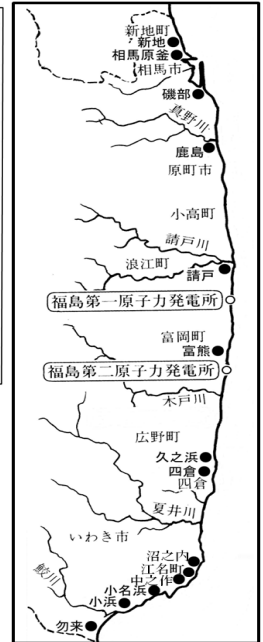 新地町
新地
相馬原釜
相馬市
磯部
真野川
鹿島
原町市
小高町
請戸川
浪江町
請戸
福島第一原子力発電所
富岡町
富熊
福島第二原子力発電所
木戸川
広野町
久之浜
四倉
四倉
夏井川
いわき市
沼之内
江名町
中之作
鮫川
小名浜
小浜
勿来